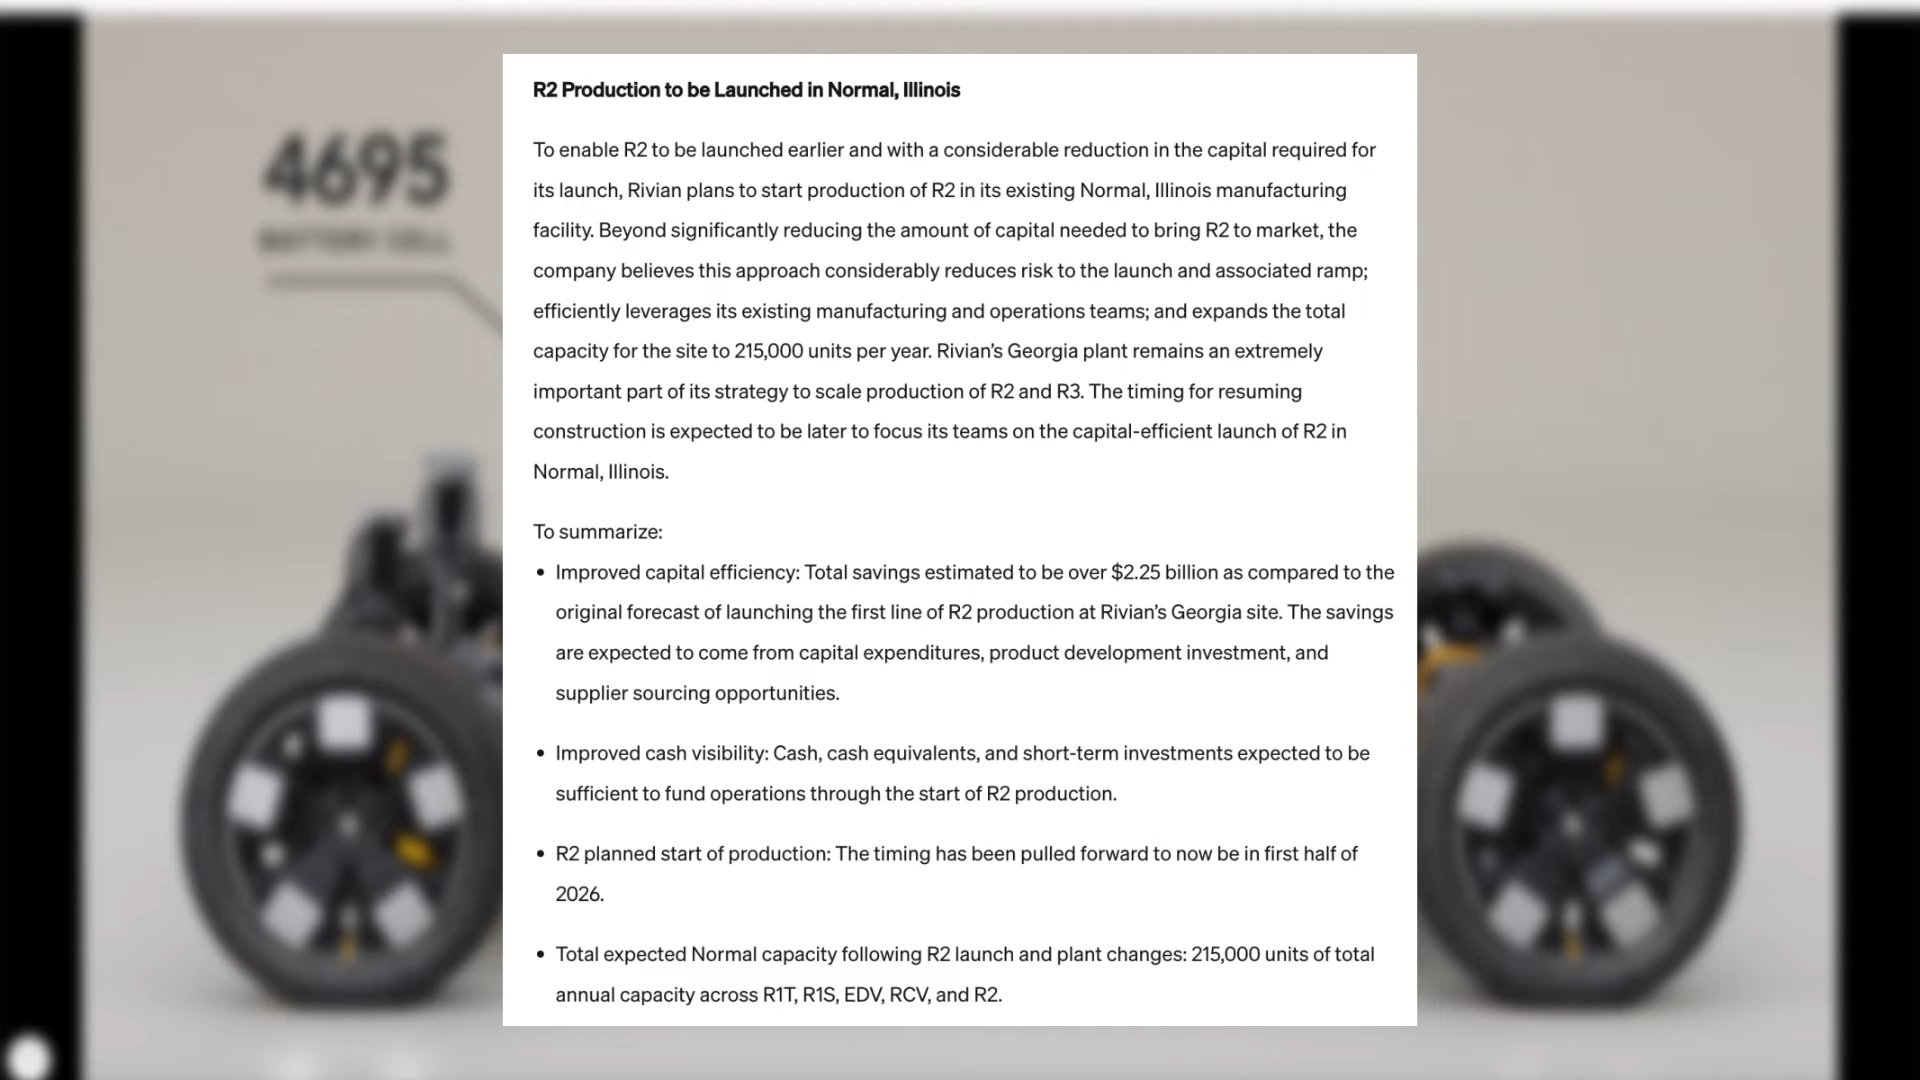 4695
BATTERY CELL
R2 Production to be Launched in Normal, Illinois
To enable R2 to be launched earlier and with a considerable reduction in the capital required for
its launch, Rivian plans to start production of R2 in its existing Normal, Illinois manufacturing
facility. Beyond significantly reducing the amount of capital needed to bring R2 to market, the
company believes this approach considerably reduces risk to the launch and associated ramp;
efficiently leverages its existing manufacturing and operations teams; and expands the total
capacity for the site to 215,000 units per year. Rivian’s Georgia plant remains an extremely
important part of its strategy to scale production of R2 and R3. The timing for resuming
construction is expected to be later to focus its teams on the capital-efficient launch of R2 in
Normal, Illinois.
To summarize:
• Improved capital efficiency: Total savings estimated to be over $2.25 billion as compared to the
original forecast of launching the first line of R2 production at Rivian’s Georgia site. The savings
are expected to come from capital expenditures, product development investment, and
supplier sourcing opportunities.
• Improved cash visibility: Cash, cash equivalents, and short-term investments expected to be
sufficient to fund operations through the start of R2 production.
• R2 planned start of production: The timing has been pulled forward to now be in first half of
2026.
• Total expected Normal capacity following R2 launch and plant changes: 215,000 units of total
annual capacity across R1T, R1S, EDV, RCV, and R2.